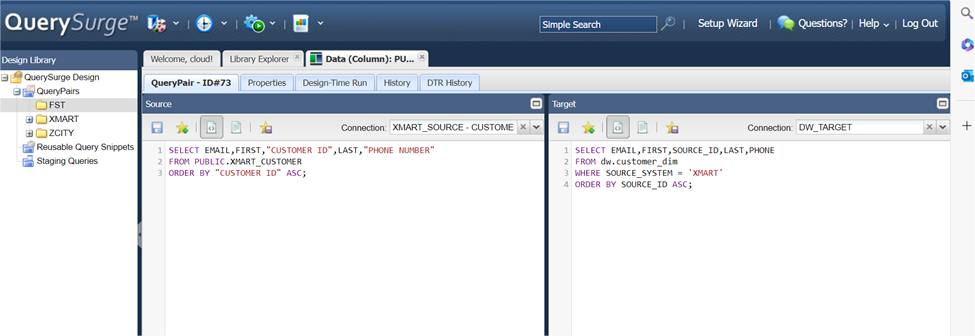 QuerySurge™
Simple Search
Setup Wizard
Questions?
Help
Log Out
Design Library
Welcome, cloud!
Library Explorer
Data (Column): PU...
QuerySurge Design
QueryPairs
FST
XMART
ZCITY
Reusable Query Snippets
Staging Queries
QueryPair - ID#73
Properties
Design-Time Run
History
DTR History
Source
Connection:
XMART_SOURCE - CUSTOME
1 SELECT EMAIL,FIRST,"CUSTOMER ID",LAST,"PHONE NUMBER"
2 FROM PUBLIC.XMART_CUSTOMER
3 ORDER BY "CUSTOMER ID" ASC;
Target
Connection:
DW_TARGET
1 SELECT EMAIL,FIRST,SOURCE_ID,LAST,PHONE
2 FROM dw.customer_dim
3 WHERE SOURCE_SYSTEM = 'XMART'
4 ORDER BY SOURCE_ID ASC;